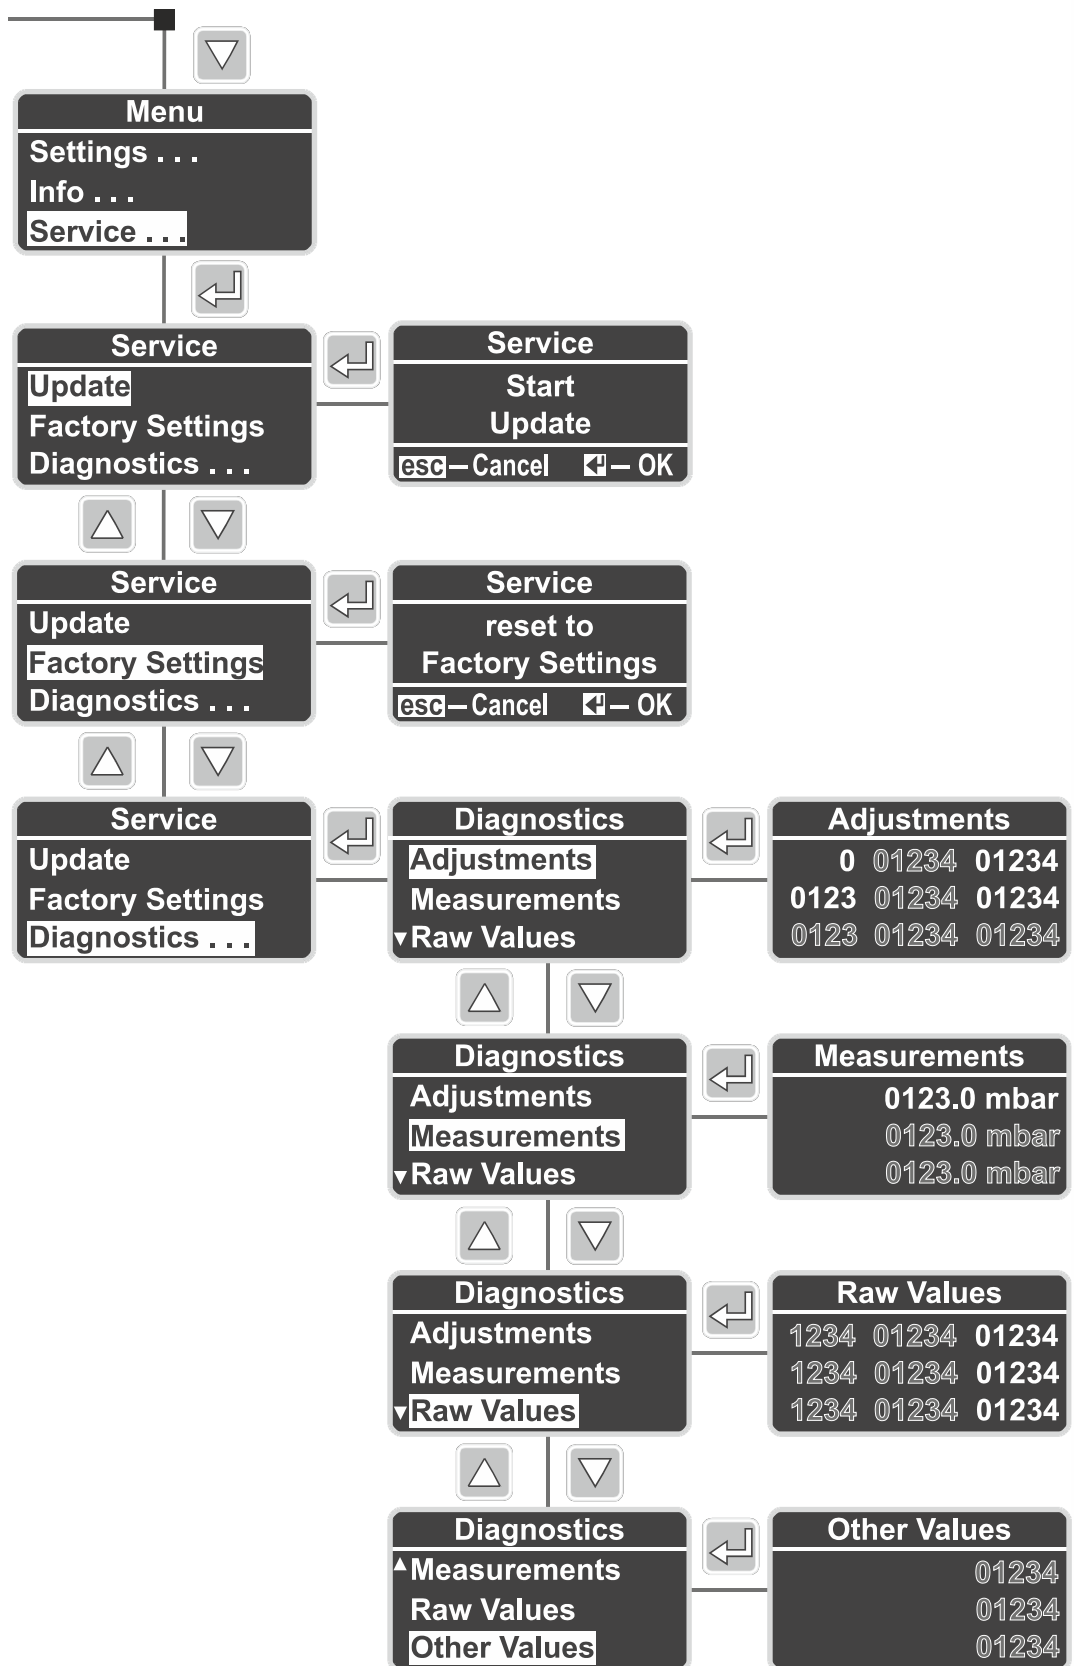 Menu
Settings . . .
Info . . .
Service . . .
Service
Update
Factory Settings
Diagnostics . . .
Service
Start
Update
esc – Cancel – OK
Service
Update
Factory Settings
Diagnostics . . .
Service
reset to
Factory Settings
esc – Cancel – OK
Service
Update
Factory Settings
Diagnostics . . .
Diagnostics
Adjustments
Measurements
▼Raw Values
Adjustments
0 01234 01234
0123 01234 01234
0123 01234 01234
Diagnostics
Adjustments
Measurements
▼Raw Values
Measurements
0123.0 mbar
0123.0 mbar
0123.0 mbar
Diagnostics
Adjustments
Measurements
▼Raw Values
Raw Values
1234 01234 01234
1234 01234 01234
1234 01234 01234
Diagnostics
▲Measurements
Raw Values
Other Values
Other Values
01234
01234
01234